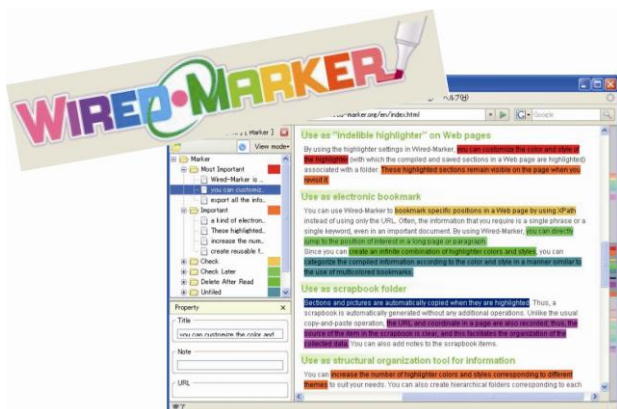 WIRED-MARKER
ヘルプ(H)
-marker.org/en/index.html
Google
Marker ]
View mode
Marker
Most Important
Wired-Marker is ...
you can customiz...
export all the info...
Important
a kind of electron...
These highlighted...
increase the num...
create reusable f...
Check
Check Later
Delete After Read
Untiled
Property
Title
you can customize the color and
Note
URL
完了
Use as "indelible highlighter" on Web pages
By using the highlighter settings in Wired-Marker, you can customize the color and style of
the highlighter (with which the compiled and saved sections in a Web page are highlighted)
associated with a folder. These highlighted sections remain visible on the page when you
revisit it.
Use as electronic bookmark
You can use Wired-Marker to bookmark specific positions in a Web page by using XPath
instead of using only the URL. Often, the information that you require is a single phrase or a
single keyword, even in an important document. By using Wired-Marker, you can directly
jump to the position of interest in a long page or paragraph.
Since you can create an infinite combination of highlighter colors and styles, you can
categorize the compiled information according to the color and style in a manner similar to
the use of multicolored bookmarks.
Use as scrapbook folder
Sections and pictures are automatically copied when they are highlighted. Thus, a
scrapbook is automatically generated without any additional operations. Unlike the usual
copy-and-paste operation, the URL and coordinate in a page are also recorded; thus, the
source of the item in the scrapbook is clear, and this facilitates the organization of the
collected data. You can also add notes to the scrapbook items.
Use as structural organization tool for information
You can increase the number of highlighter colors and styles corresponding to different
themes to suit your needs. You can also create hierarchical folders corresponding to each